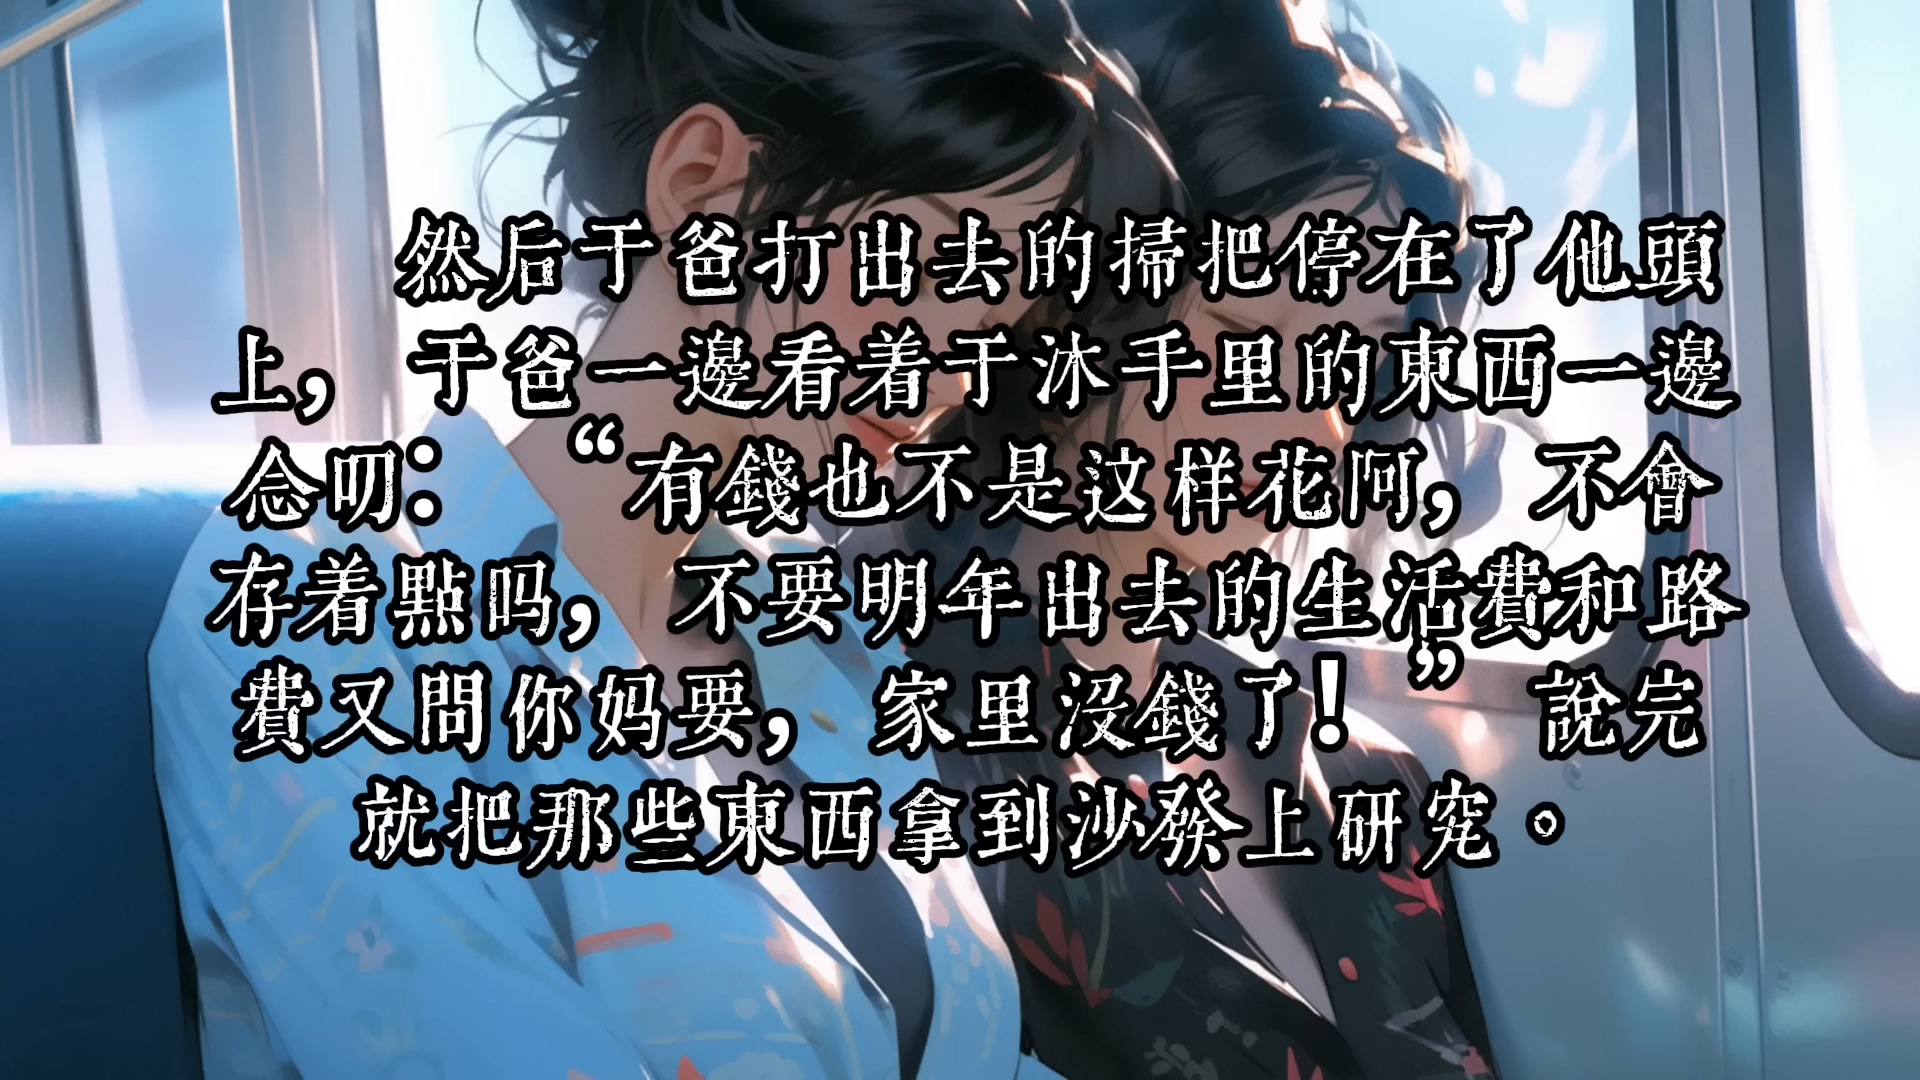 然后于爸打出去的掃把停在了他頭
上，于爸一邊看着于沐手里的東西一邊
念叨：“有錢也不是这样花阿，不會
存着點吗，不要明年出去的生活費和路
費又問你妈要，家里沒錢了！”說完
就把那些東西拿到沙發上研究。